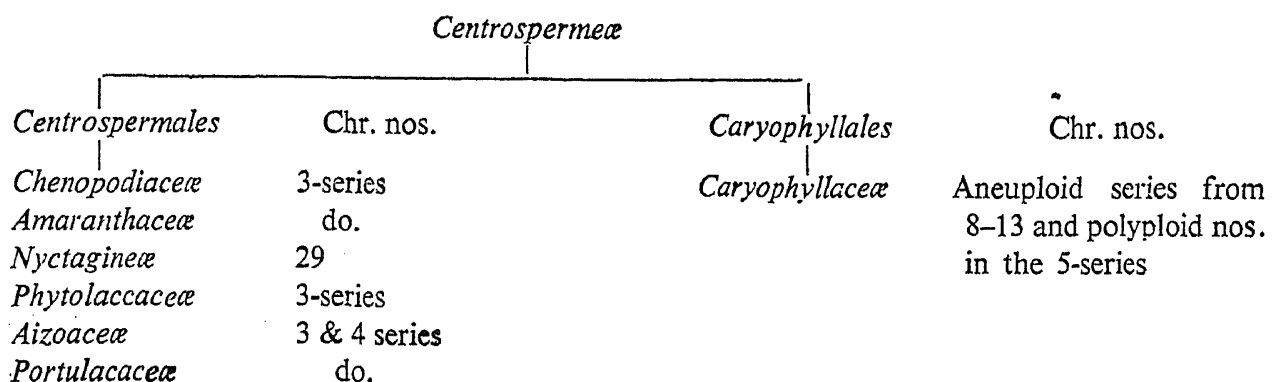 Centrospermeæ
Centrospermales Chr. nos. Caryophyllales Chr. nos.
Chenopodiaceæ 3-series Caryophyllaceæ Aneuploid series from
Amaranthaceæ do. 8–13 and polyploid nos.
Nyctagineæ 29 in the 5-series
Phytolaccaceæ 3-series
Aizoaceæ 3 & 4 series
Portulacaceæ do.